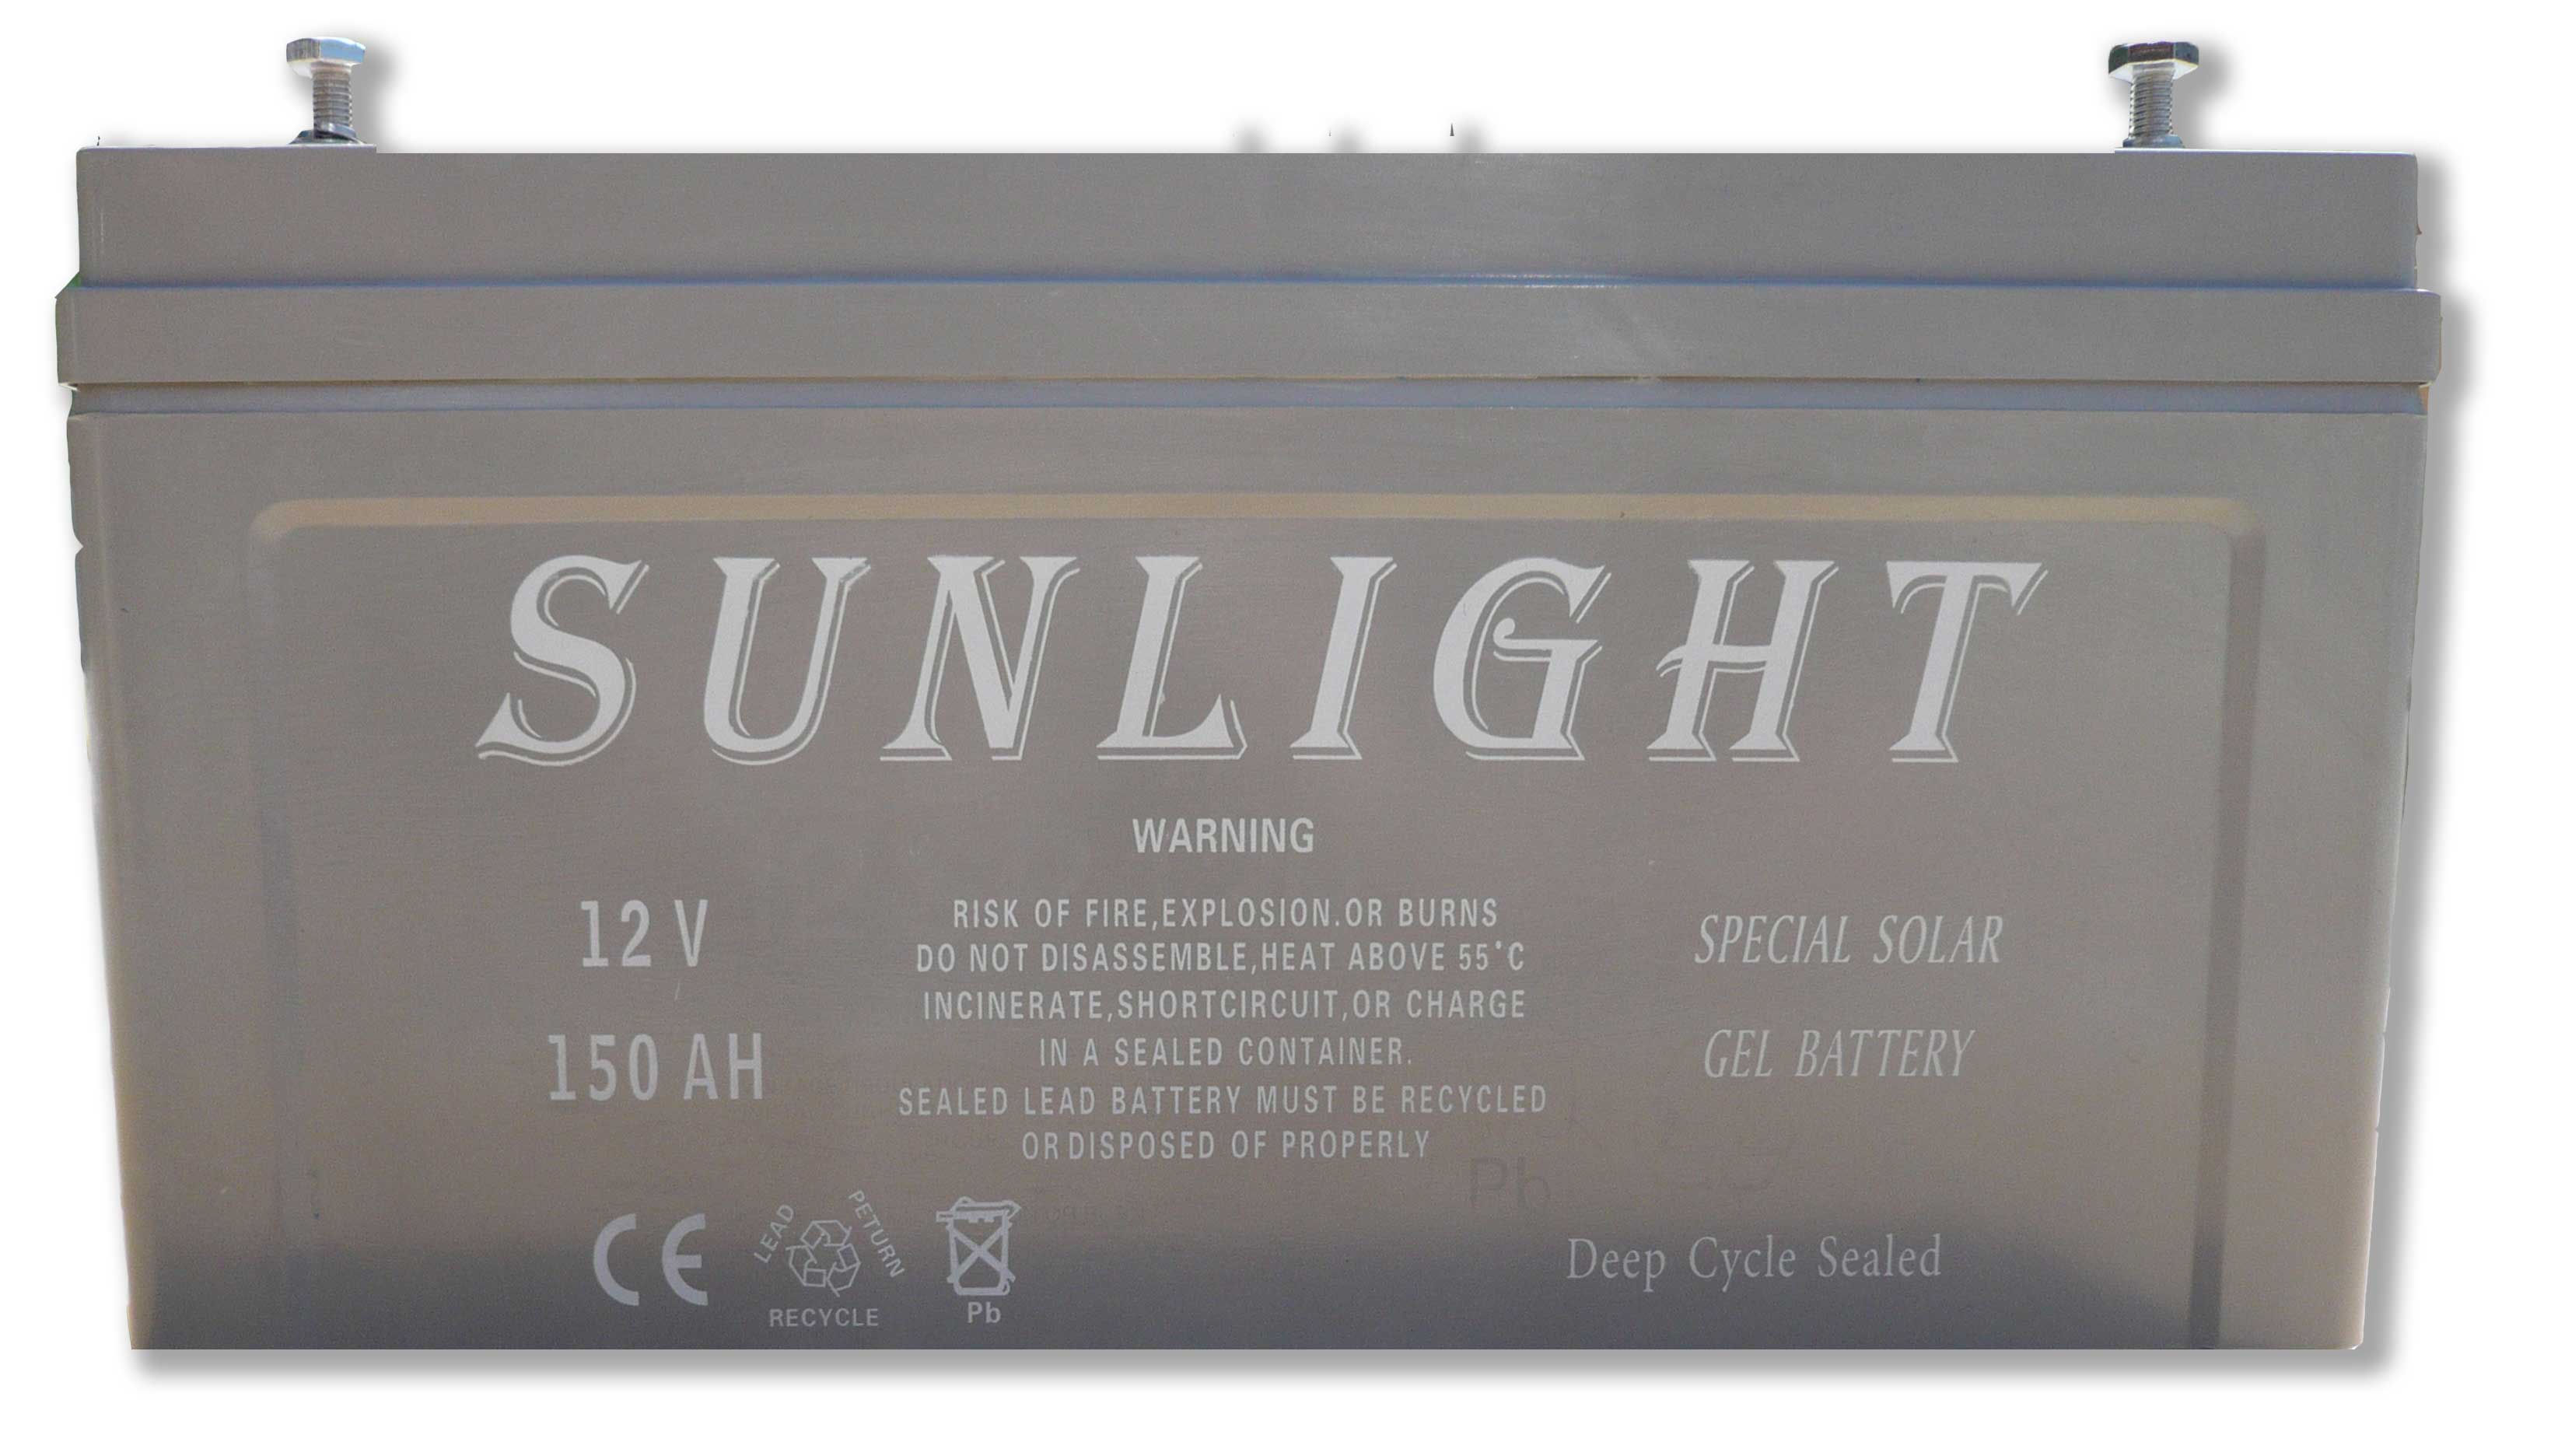 SUNLIGHT
WARNING
12 V
150 AH
RISK OF FIRE,EXPLOSION.OR BURNS
DO NOT DISASSEMBLE,HEAT ABOVE 55°C
INCINERATE,SHORTCIRCUIT,OR CHARGE
IN A SEALED CONTAINER.
SEALED LEAD BATTERY MUST BE RECYCLED
OR DISPOSED OF PROPERLY
SPECIAL SOLAR
GEL BATTERY
Pb
CE
LEAD PETURN
RECYCLE
Pb
Deep Cycle Sealed